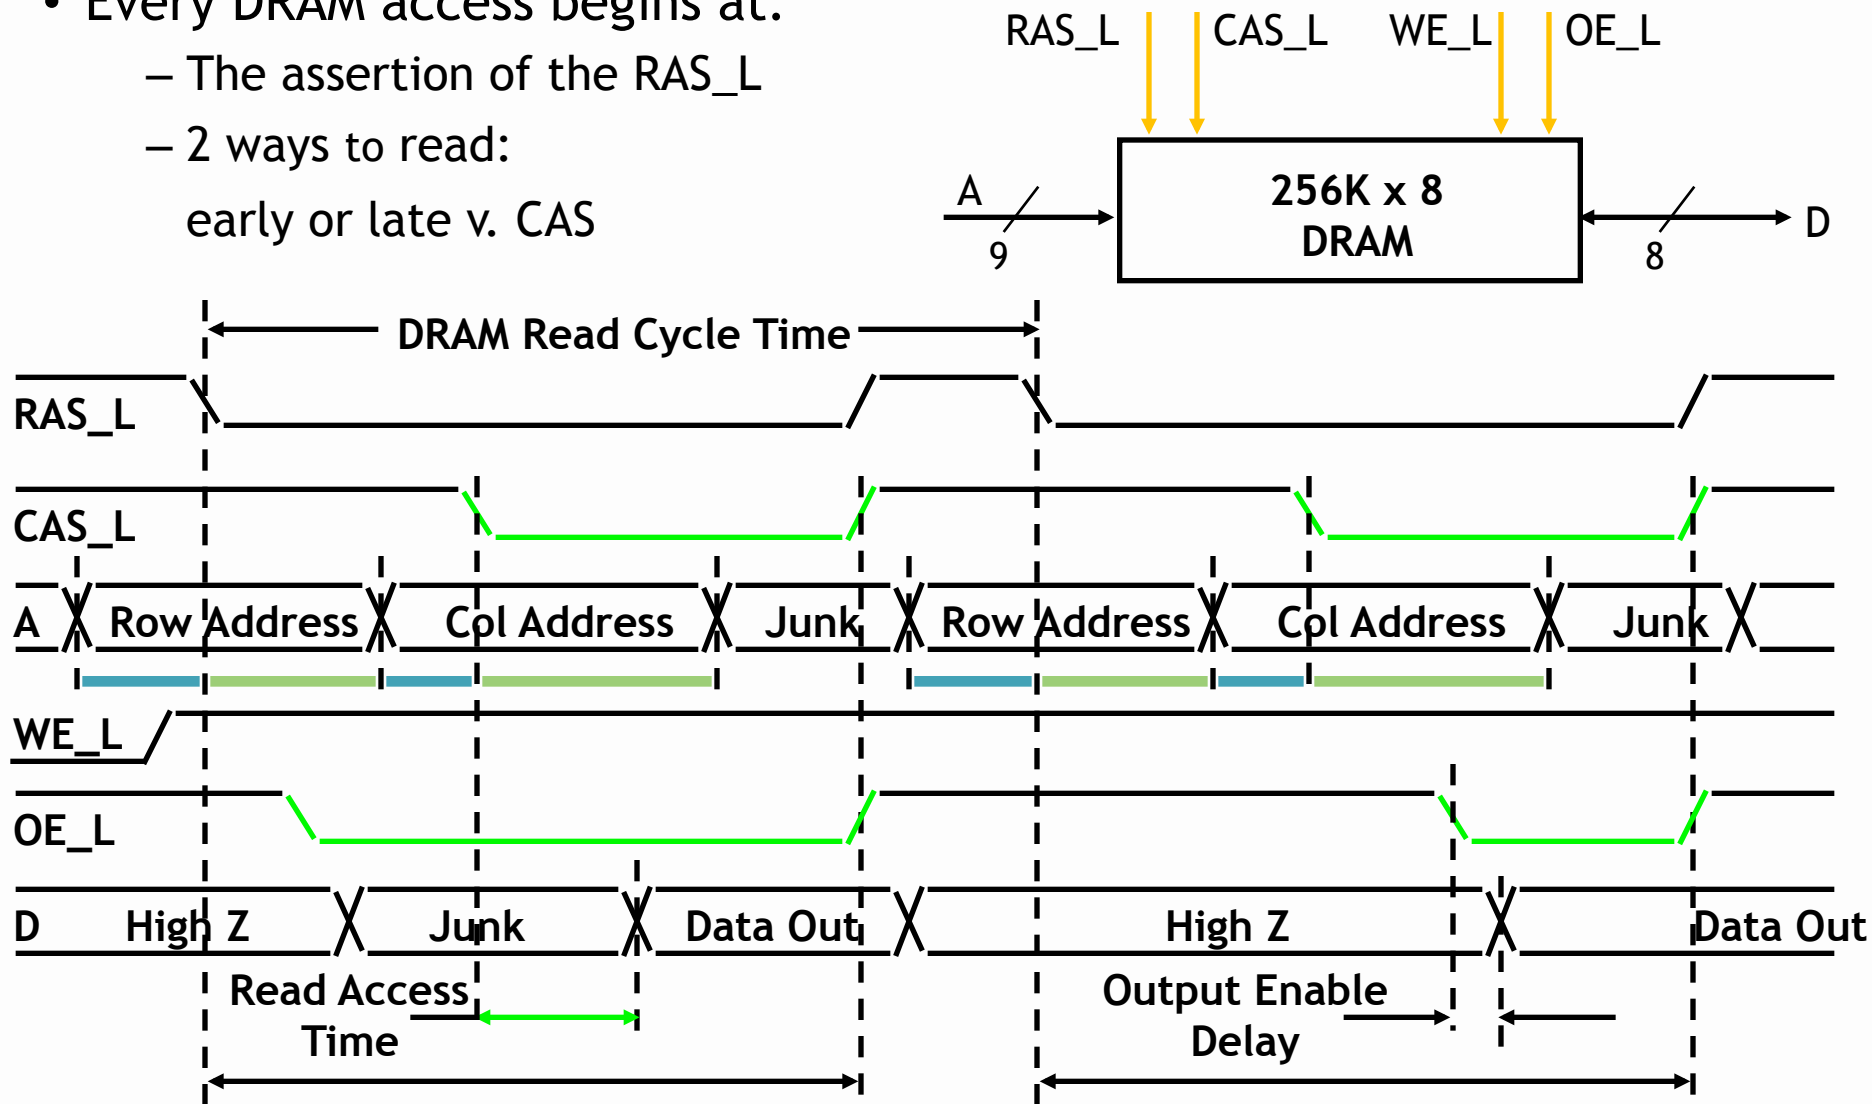 • Every DRAM access begins at:
– The assertion of the RAS_L
– 2 ways to read:
early or late v. CAS
RAS_L CAS_L WE_L OE_L
A 9
256K x 8
DRAM
8 D
DRAM Read Cycle Time
RAS_L
CAS_L
A Row Address Col Address Junk Row Address Col Address Junk
WE_L
OE_L
D High Z Junk Data Out High Z Data Out
Read Access
Time
Output Enable
Delay